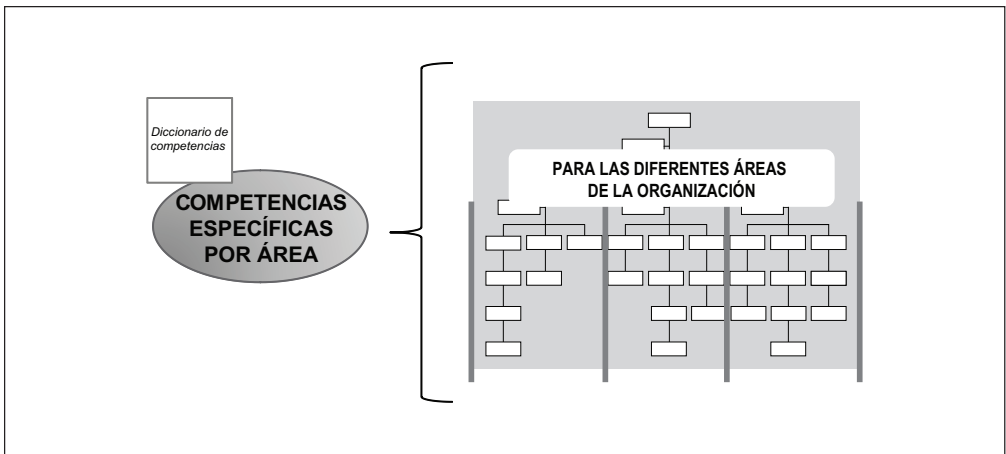 Diccionario de
competencias
COMPETENCIAS
ESPECÍFICAS
POR ÁREA
PARA LAS DIFERENTES ÁREAS
DE LA ORGANIZACIÓN